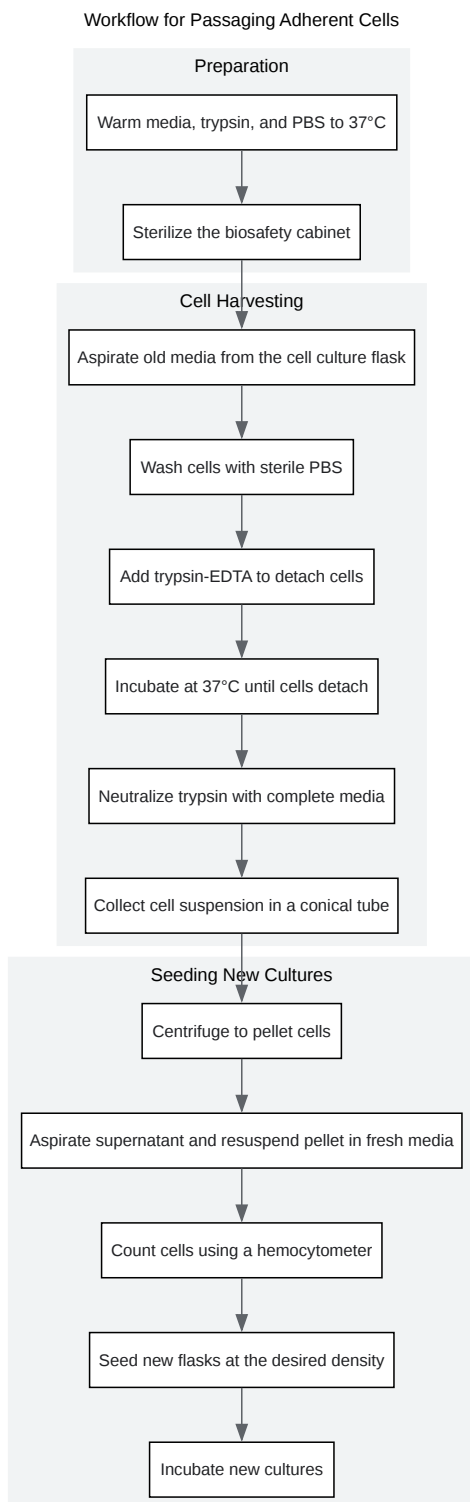 Workflow for Passaging Adherent Cells
Preparation
Warm media, trypsin, and PBS to 37°C
Sterilize the biosafety cabinet
Cell Harvesting
Aspirate old media from the cell culture flask
Wash cells with sterile PBS
Add trypsin-EDTA to detach cells
Incubate at 37°C until cells detach
Neutralize trypsin with complete media
Collect cell suspension in a conical tube
Seeding New Cultures
Centrifuge to pellet cells
Aspirate supernatant and resuspend pellet in fresh media
Count cells using a hemocytometer
Seed new flasks at the desired density
Incubate new cultures